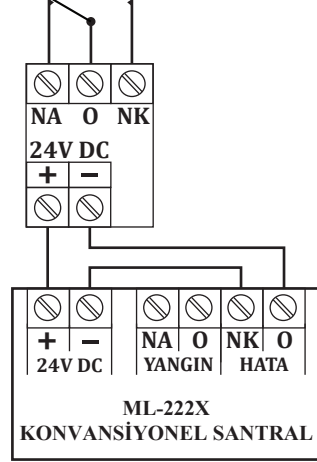 NA O NK
24V DC
+ −
+ − NA O NK O
24V DC YANGIN HATA
ML-222X
KONVANSİYONEL SANTRAL